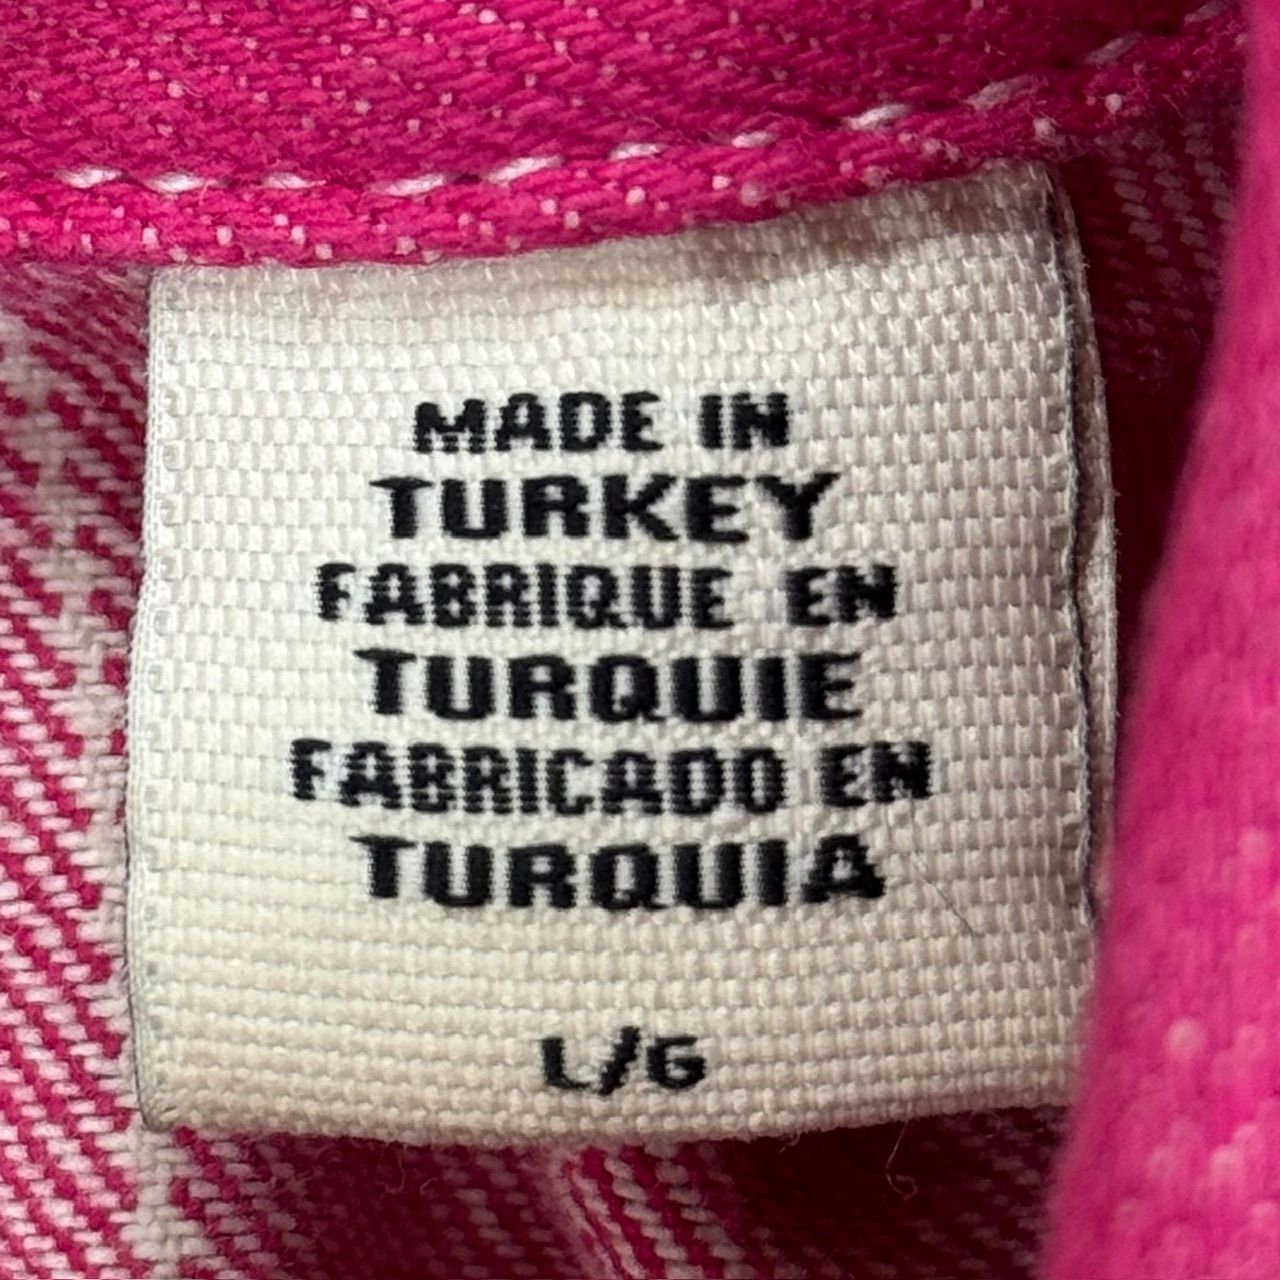 MADE IN
TURKEY
FABRIQUE EN
TURQUIE
FABRICADO EN
TURQUIA
L/G